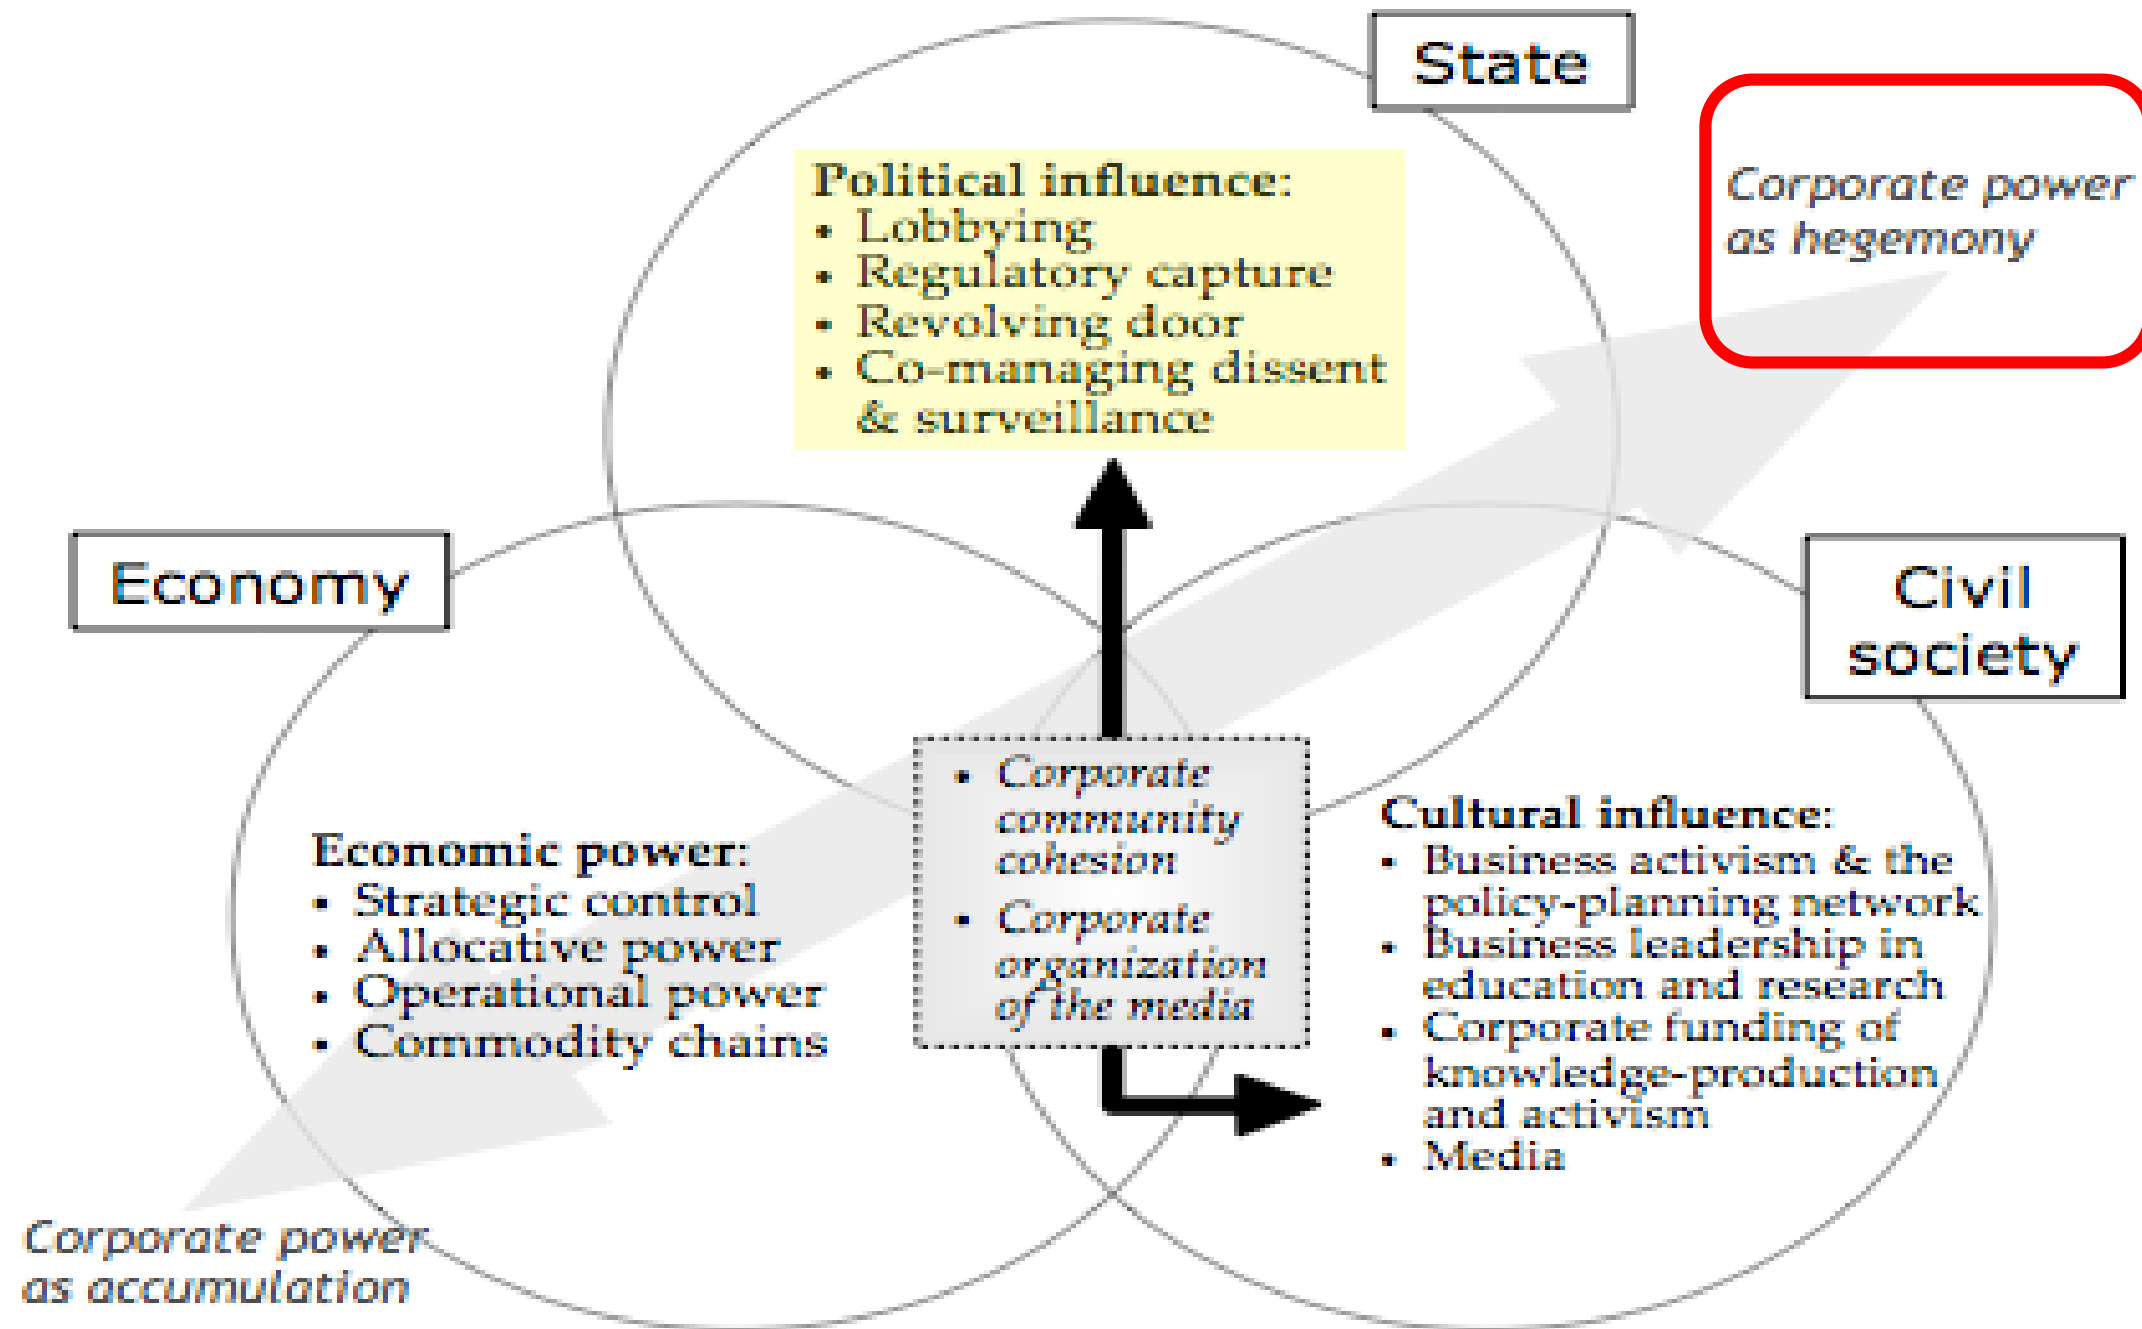 State
Corporate power
as hegemony
Political influence:
• Lobbying
• Regulatory capture
• Revolving door
• Co-managing dissent
& surveillance
Economy
Civil
society
• Corporate
community
cohesion
• Corporate
organization
of the media
Economic power:
• Strategic control
• Allocative power
• Operational power
• Commodity chains
Cultural influence:
• Business activism & the
policy-planning network
• Business leadership in
education and research
• Corporate funding of
knowledge-production
and activism
• Media
Corporate power
as accumulation